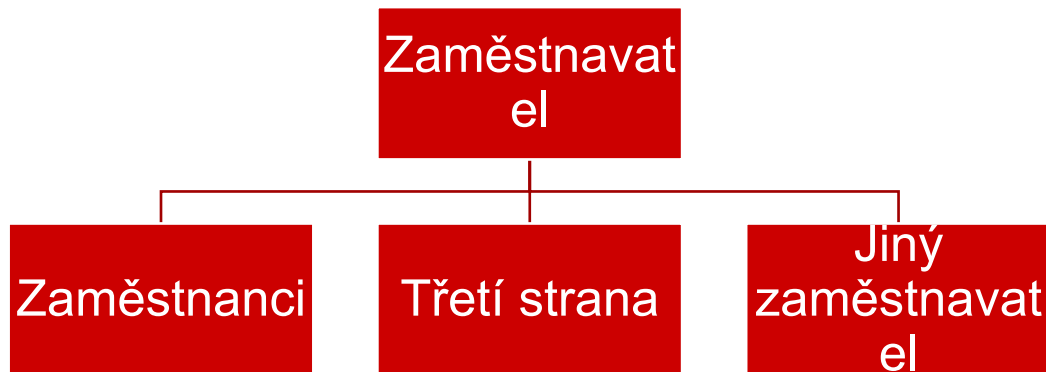 Zaměstnavat
el
Zaměstnanci
Třetí strana
Jiný
zaměstnavat
el